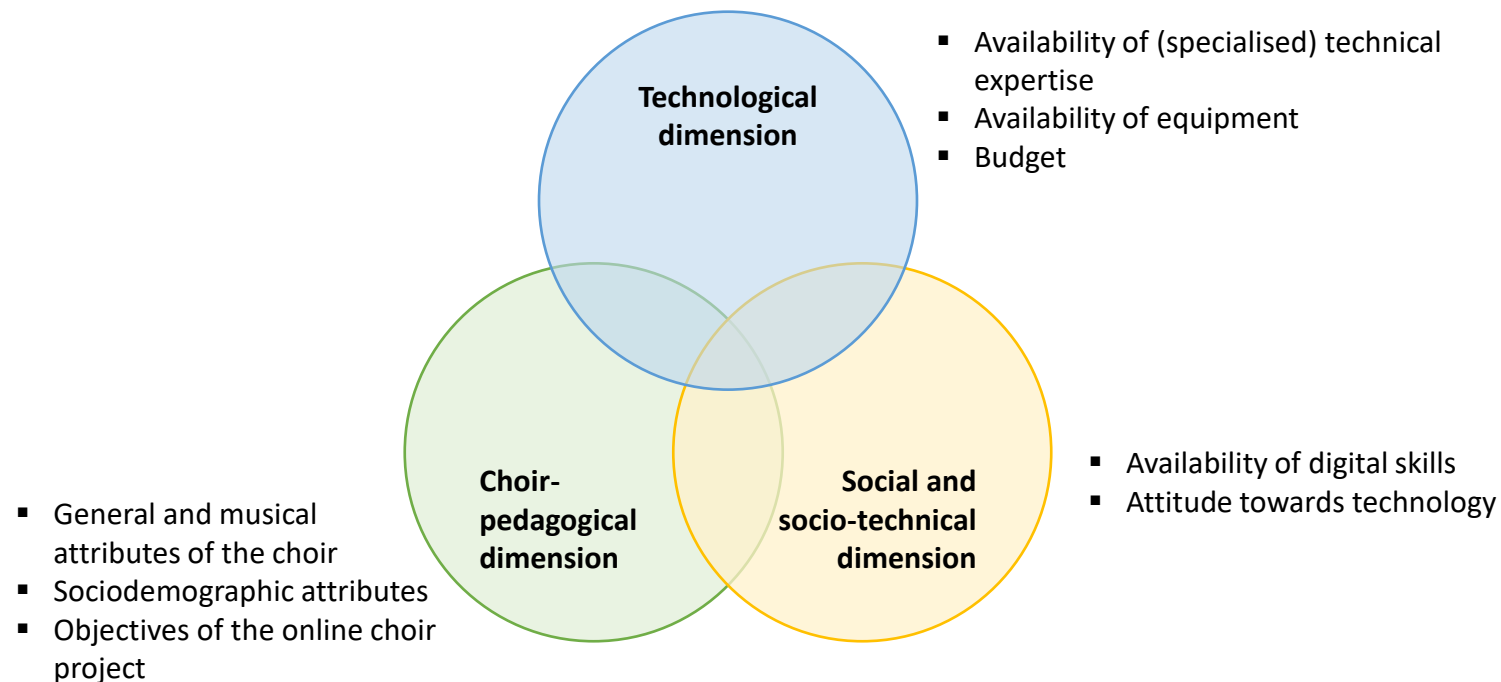 Technological
dimension
▪ Availability of (specialised) technical
expertise
▪ Availability of equipment
▪ Budget
Choir-
pedagogical
dimension
Social and
socio-technical
dimension
▪ Availability of digital skills
▪ Attitude towards technology
▪ General and musical
attributes of the choir
▪ Sociodemographic attributes
▪ Objectives of the online choir
project